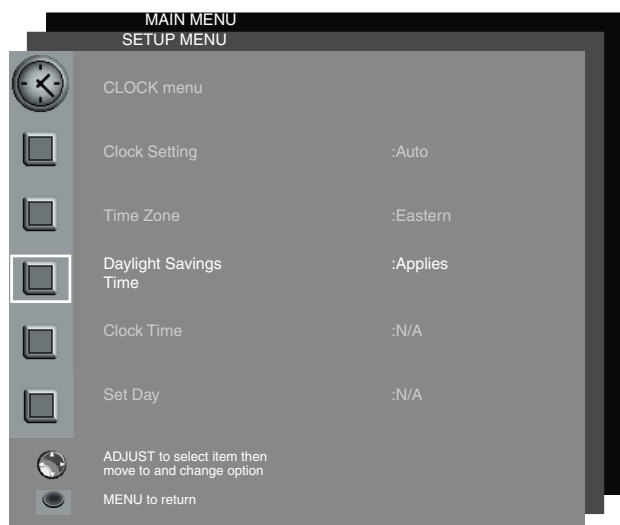 MAIN MENU
SETUP MENU
CLOCK menu
Clock Setting :Auto
Time Zone :Eastern
Daylight Savings :Applies
Time
Clock Time :N/A
Set Day :N/A
ADJUST to select item then
move to and change option
MENU to return